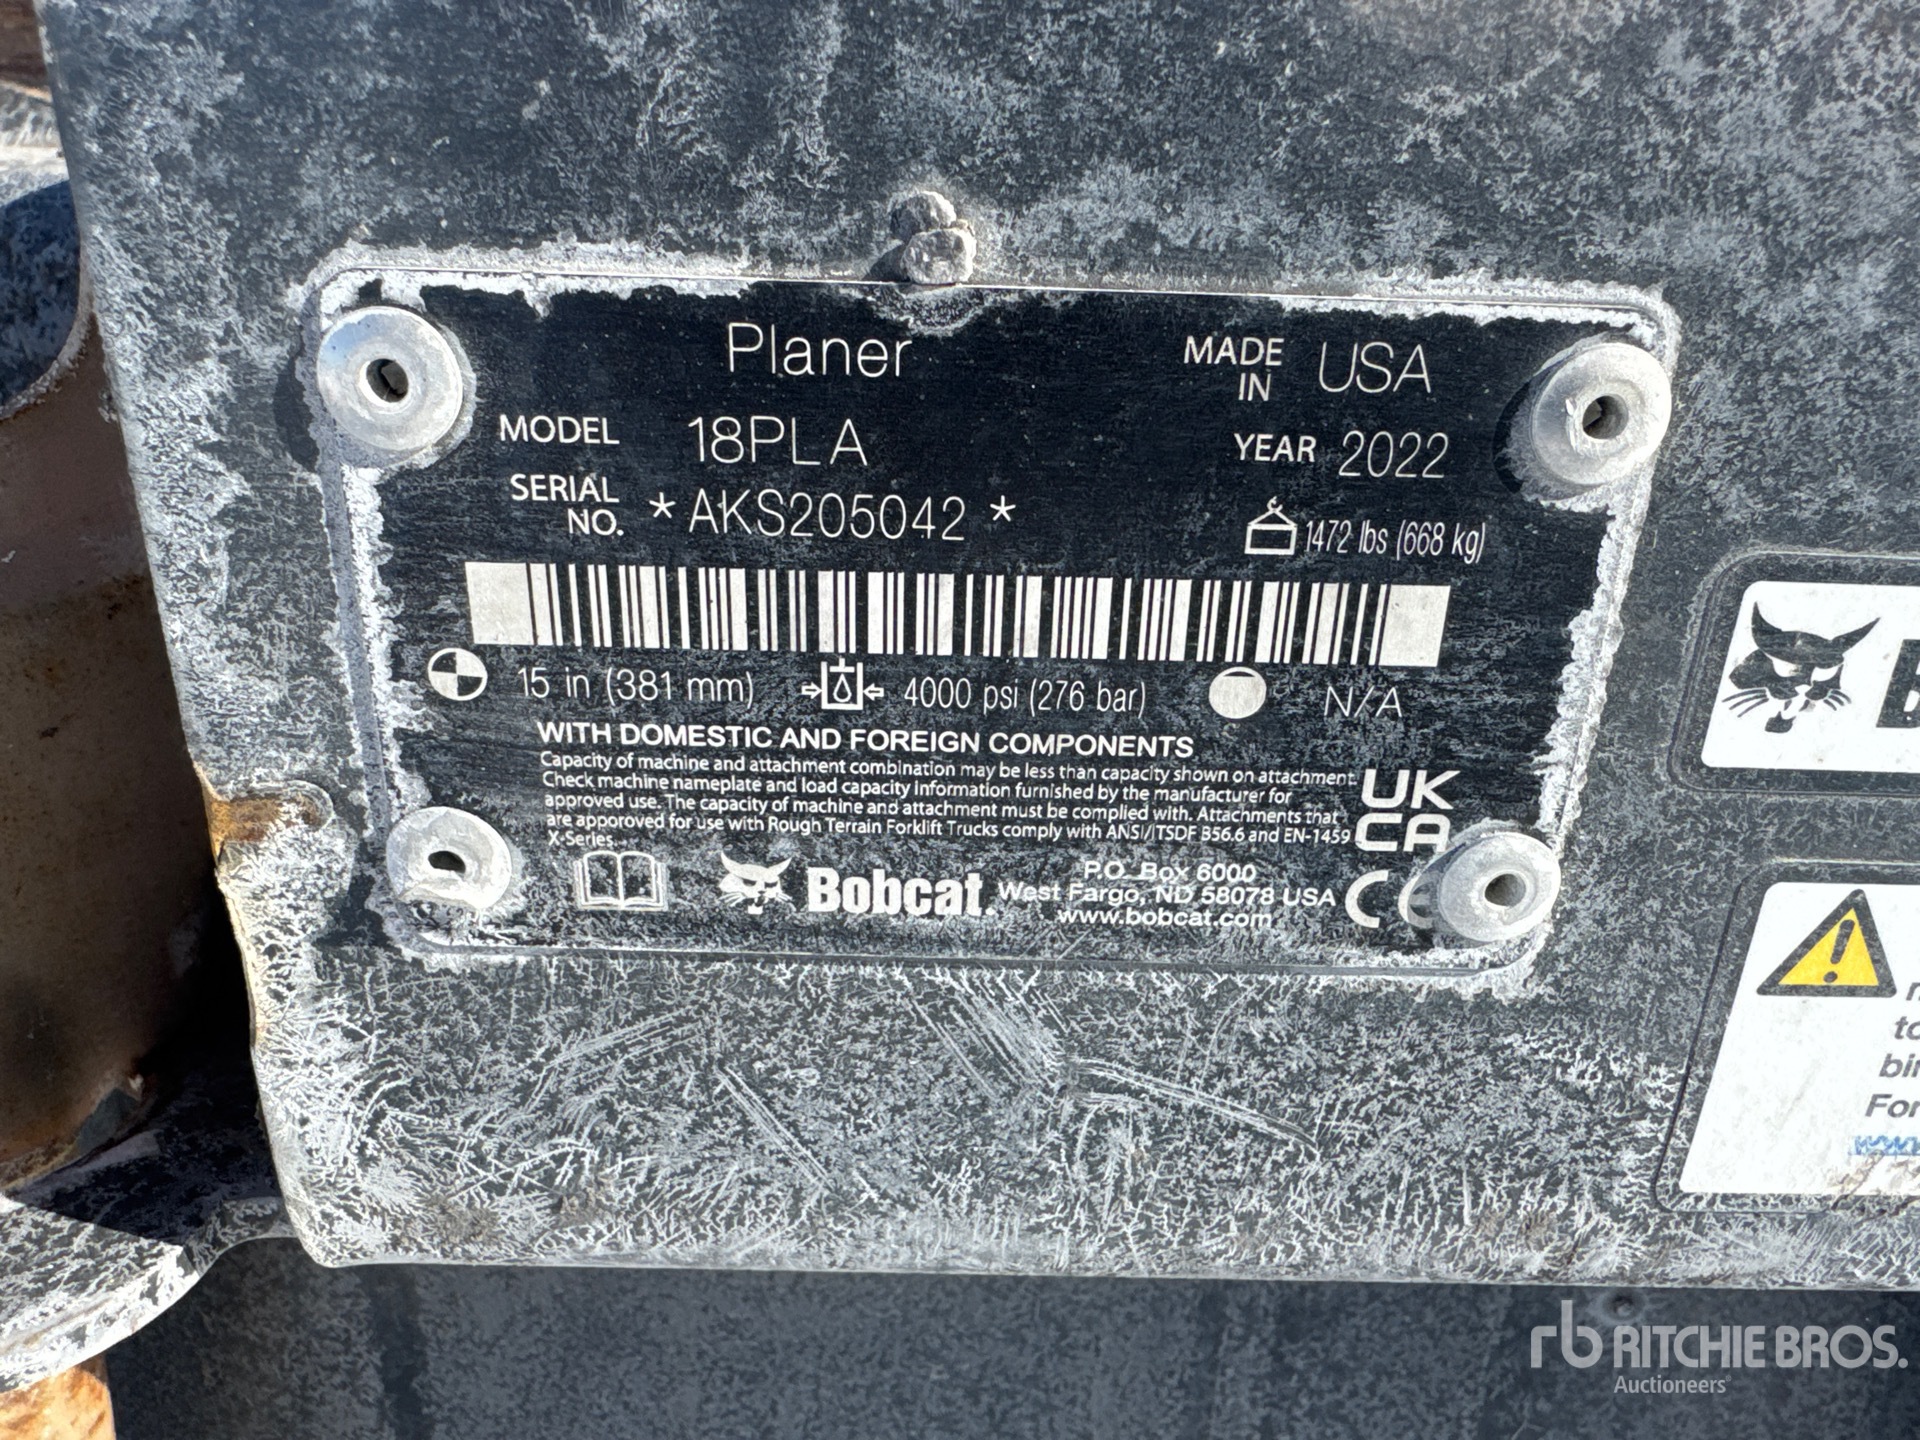 Planer
MADE IN USA
MODEL 18PLA
YEAR 2022
SERIAL NO. *AKS205042*
1472 lbs (668 kg)
15 in (381 mm) 4000 psi (276 bar) N/A
WITH DOMESTIC AND FOREIGN COMPONENTS
Capacity of machine and attachment combination may be less than capacity shown on attachment.
Check machine nameplate and load capacity information furnished by the manufacturer for
approved use. The capacity of machine and attachment must be complied with. Attachments that
are apporoved for use with Rough Terrain Forklift Trucks comply with ANSI/ITSDF B56.6 and EN-1459
X-Series.
UK
CA
Bobcat.
P.O. Box 6000
West Fargo, ND 58078 USA
www.bobcat.com
CE
to
For
www
rb RITCHIE BROS.
Auctioneers